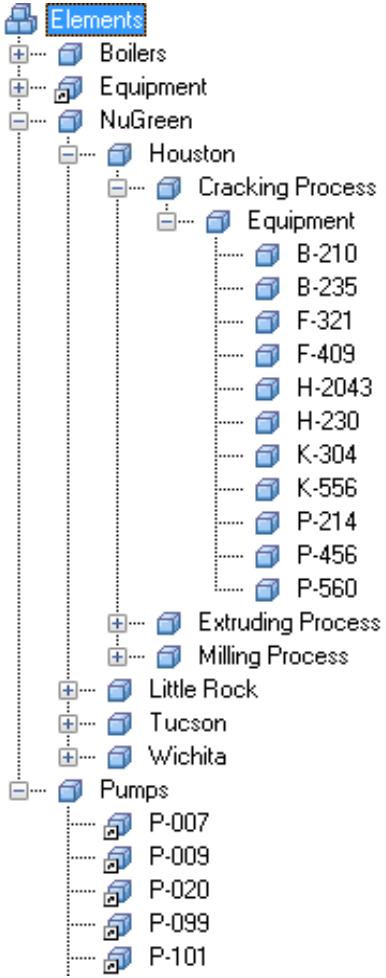 Elements
Boilers
Equipment
NuGreen
Houston
Cracking Process
Equipment
B-210
B-235
F-321
F-409
H-2043
H-230
K-304
K-556
P-214
P-456
P-560
Extruding Process
Milling Process
Little Rock
Tucson
Wichita
Pumps
P-007
P-009
P-020
P-099
P-101